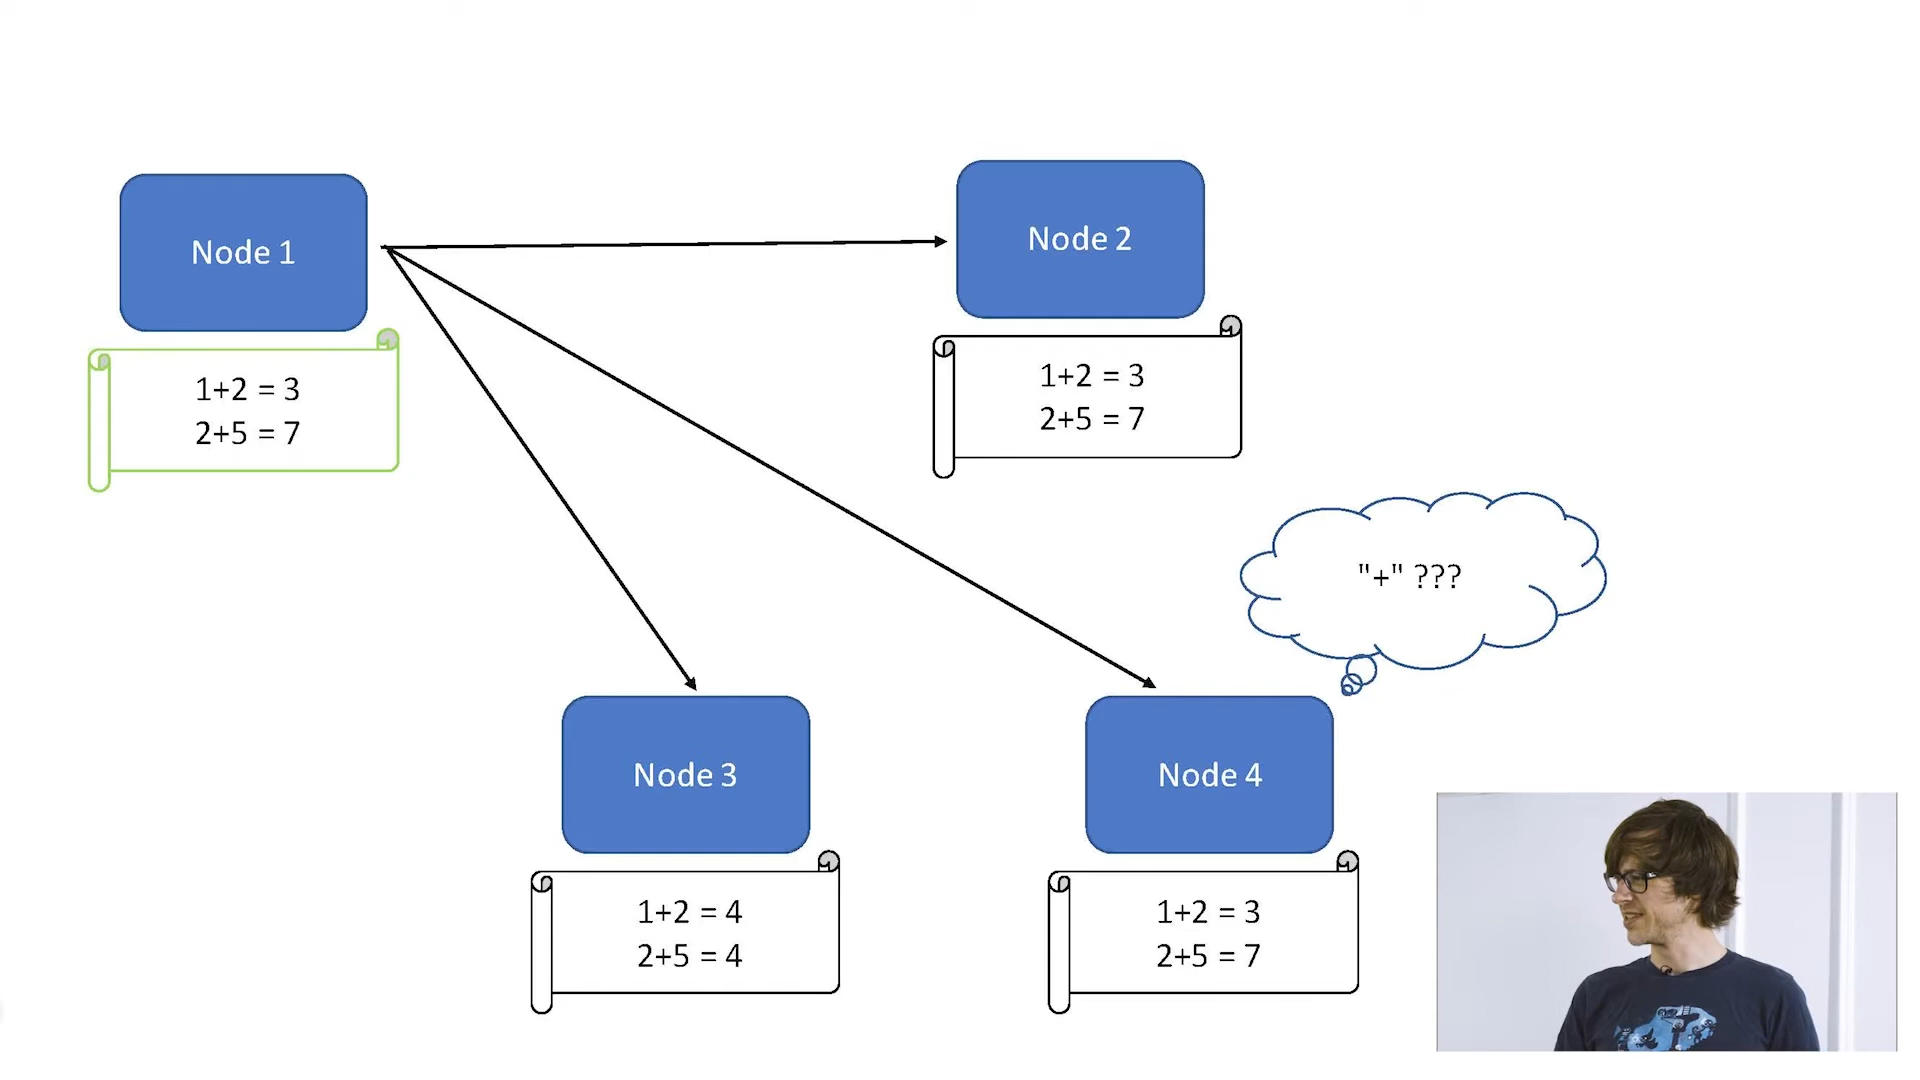 Node 1
1+2 = 3
2+5 = 7
Node 2
1+2 = 3
2+5 = 7
"+" ???
Node 3
1+2 = 4
2+5 = 4
Node 4
1+2 = 3
2+5 = 7